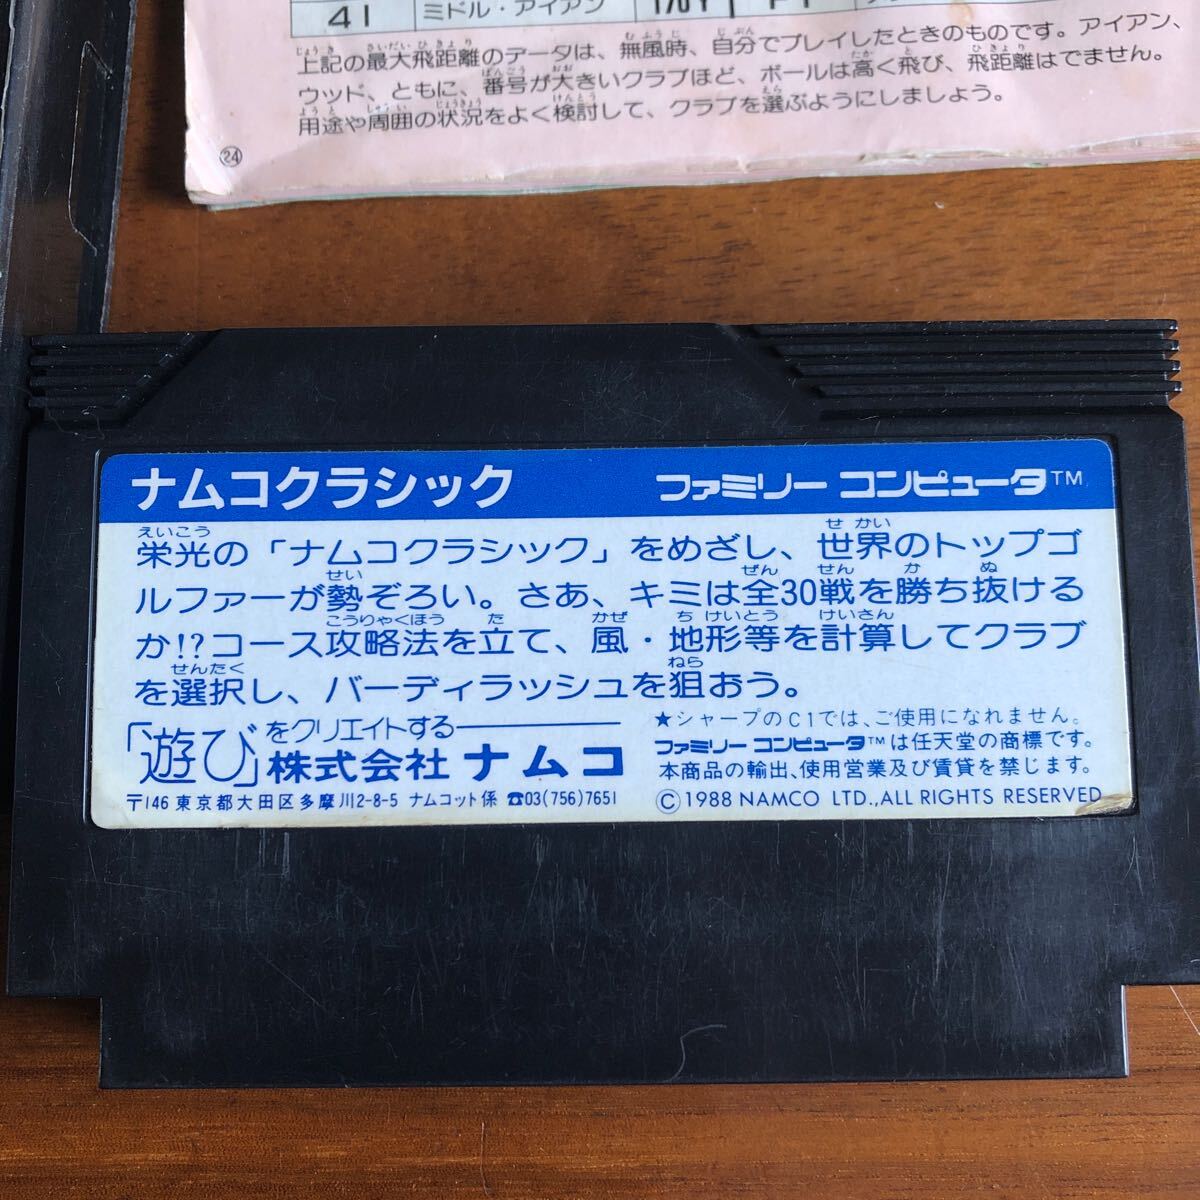 41 ミドル・アイアン
上記の最大飛距離のデータは、無風時、自分でプレイしたときのものです。アイアン、
ウッド、ともに、番号が大きいクラブほど、ボールは高く飛び、飛距離はでません。
用途や周囲の状況をよく検討して、クラブを選ぶようにしましょう。
24
ナムコクラシック ファミリー コンピュータ™
栄光の「ナムコクラシック」をめざし、世界のトップゴ
ルファーが勢ぞろい。さあ、キミは全30戦を勝ち抜ける
か!?コース攻略法を立て、風・地形等を計算してクラブ
を選択し、バーディラッシュを狙おう。
「遊び」をクリエイトする
株式会社 ナムコ
〒146 東京都大田区多摩川2-8-5 ナムコット係 ☎03(756)7651
★シャープのC1では、ご使用になれません。
ファミリー コンピュータ™は任天堂の商標です。
本商品の輸出、使用営業及び賃貸を禁じます。
©1988 NAMCO LTD.,ALL RIGHTS RESERVED